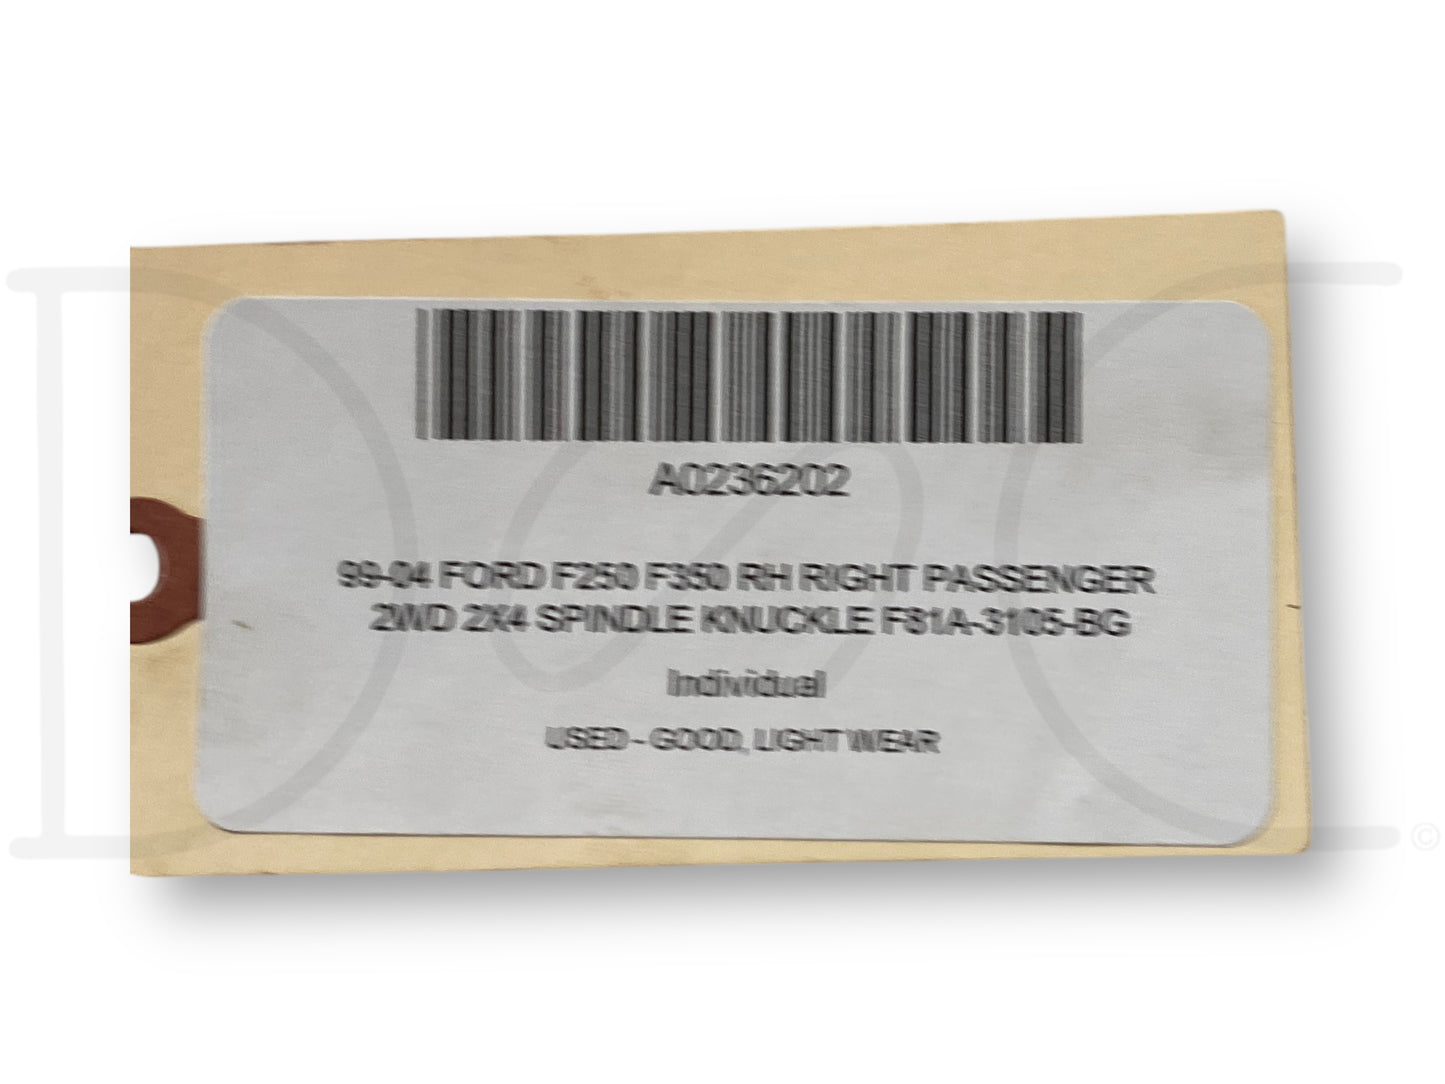 A0236202
99-04 FORD F250 F350 RH RIGHT PASSENGER
2WD 2X4 SPINDLE KNUCKLE F81A-3105-BG
Individual
USED - GOOD, LIGHT WEAR
©